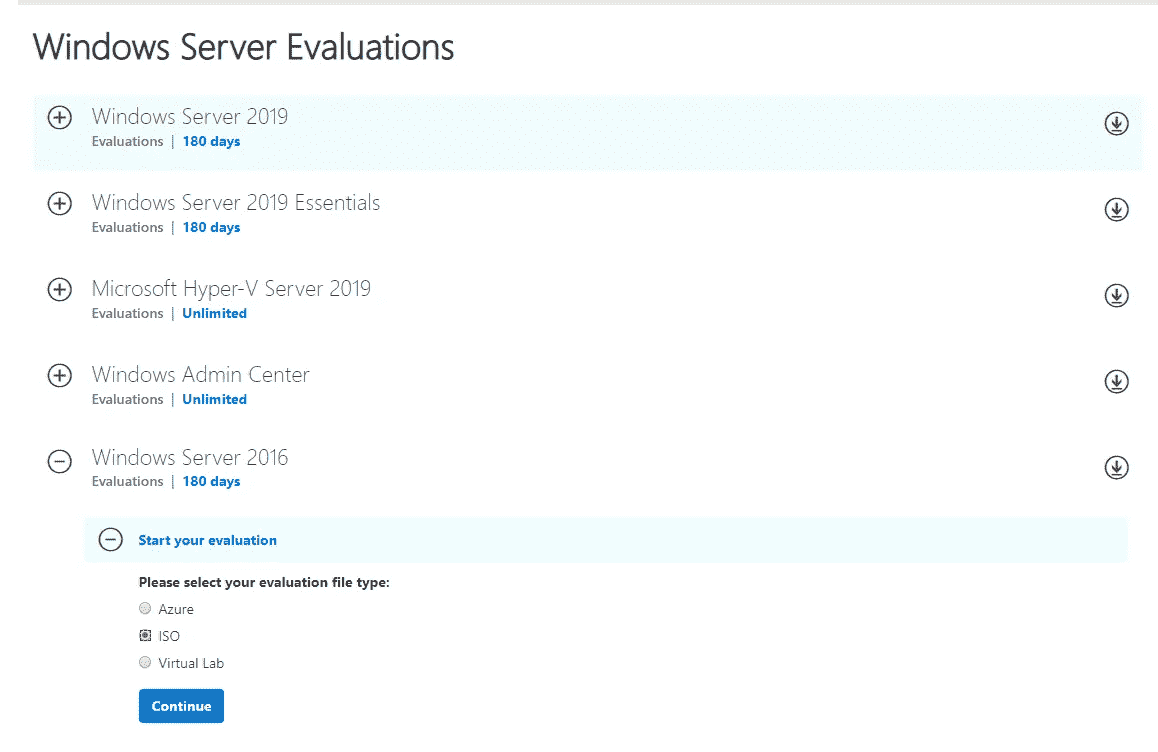 Windows Server Evaluations
Windows Server 2019
Evaluations | 180 days
Windows Server 2019 Essentials
Evaluations | 180 days
Microsoft Hyper-V Server 2019
Evaluations | Unlimited
Windows Admin Center
Evaluations | Unlimited
Windows Server 2016
Evaluations | 180 days
Start your evaluation
Please select your evaluation file type:
Azure
ISO
Virtual Lab
Continue